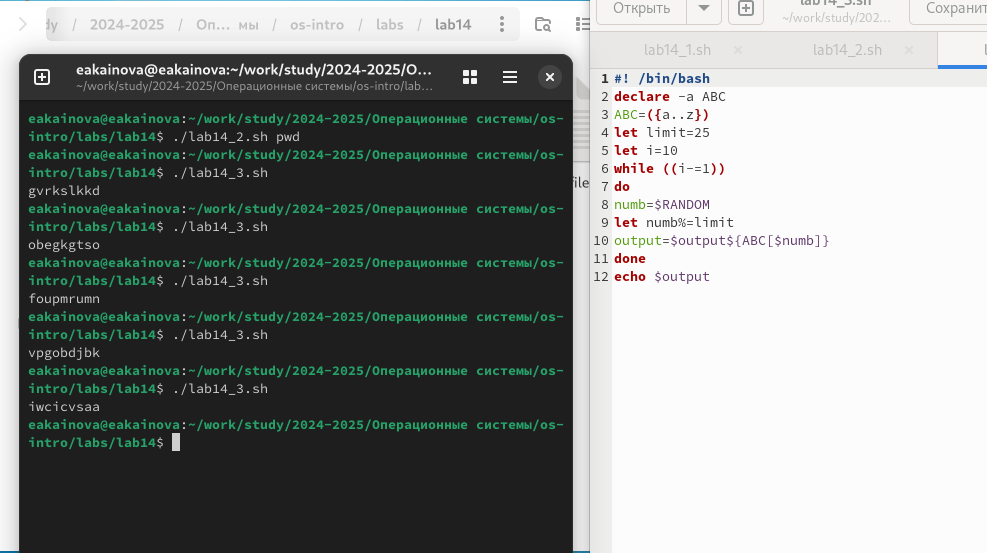 dy / 2024-2025 / Оп... мы / os-intro / labs / lab14
eakainova@eakainova:~/work/study/2024-2025/О...
~/work/study/2024-2025/Операционные системы/os-intro/lab...
eakainova@eakainova:~/work/study/2024-2025/Операционные системы/os-
intro/labs/lab14$ ./lab14_2.sh pwd
eakainova@eakainova:~/work/study/2024-2025/Операционные системы/os-
intro/labs/lab14$ ./lab14_3.sh
gvrkslkkd
eakainova@eakainova:~/work/study/2024-2025/Операционные системы/os-
intro/labs/lab14$ ./lab14_3.sh
obegkgtso
eakainova@eakainova:~/work/study/2024-2025/Операционные системы/os-
intro/labs/lab14$ ./lab14_3.sh
foupmrumn
eakainova@eakainova:~/work/study/2024-2025/Операционные системы/os-
intro/labs/lab14$ ./lab14_3.sh
vpgobdjbk
eakainova@eakainova:~/work/study/2024-2025/Операционные системы/os-
intro/labs/lab14$ ./lab14_3.sh
iwcicvsaa
eakainova@eakainova:~/work/study/2024-2025/Операционные системы/os-
intro/labs/lab14$
file
Открыть
lab14_3.sh
~/work/study/202...
Сохранит
lab14_1.sh
lab14_2.sh
1 #! /bin/bash
2 declare -a ABC
3 ABC=({a..z})
4 let limit=25
5 let i=10
6 while ((i-=1))
7 do
8 numb=$RANDOM
9 let numb%=limit
10 output=$output${ABC[$numb]}
11 done
12 echo $output